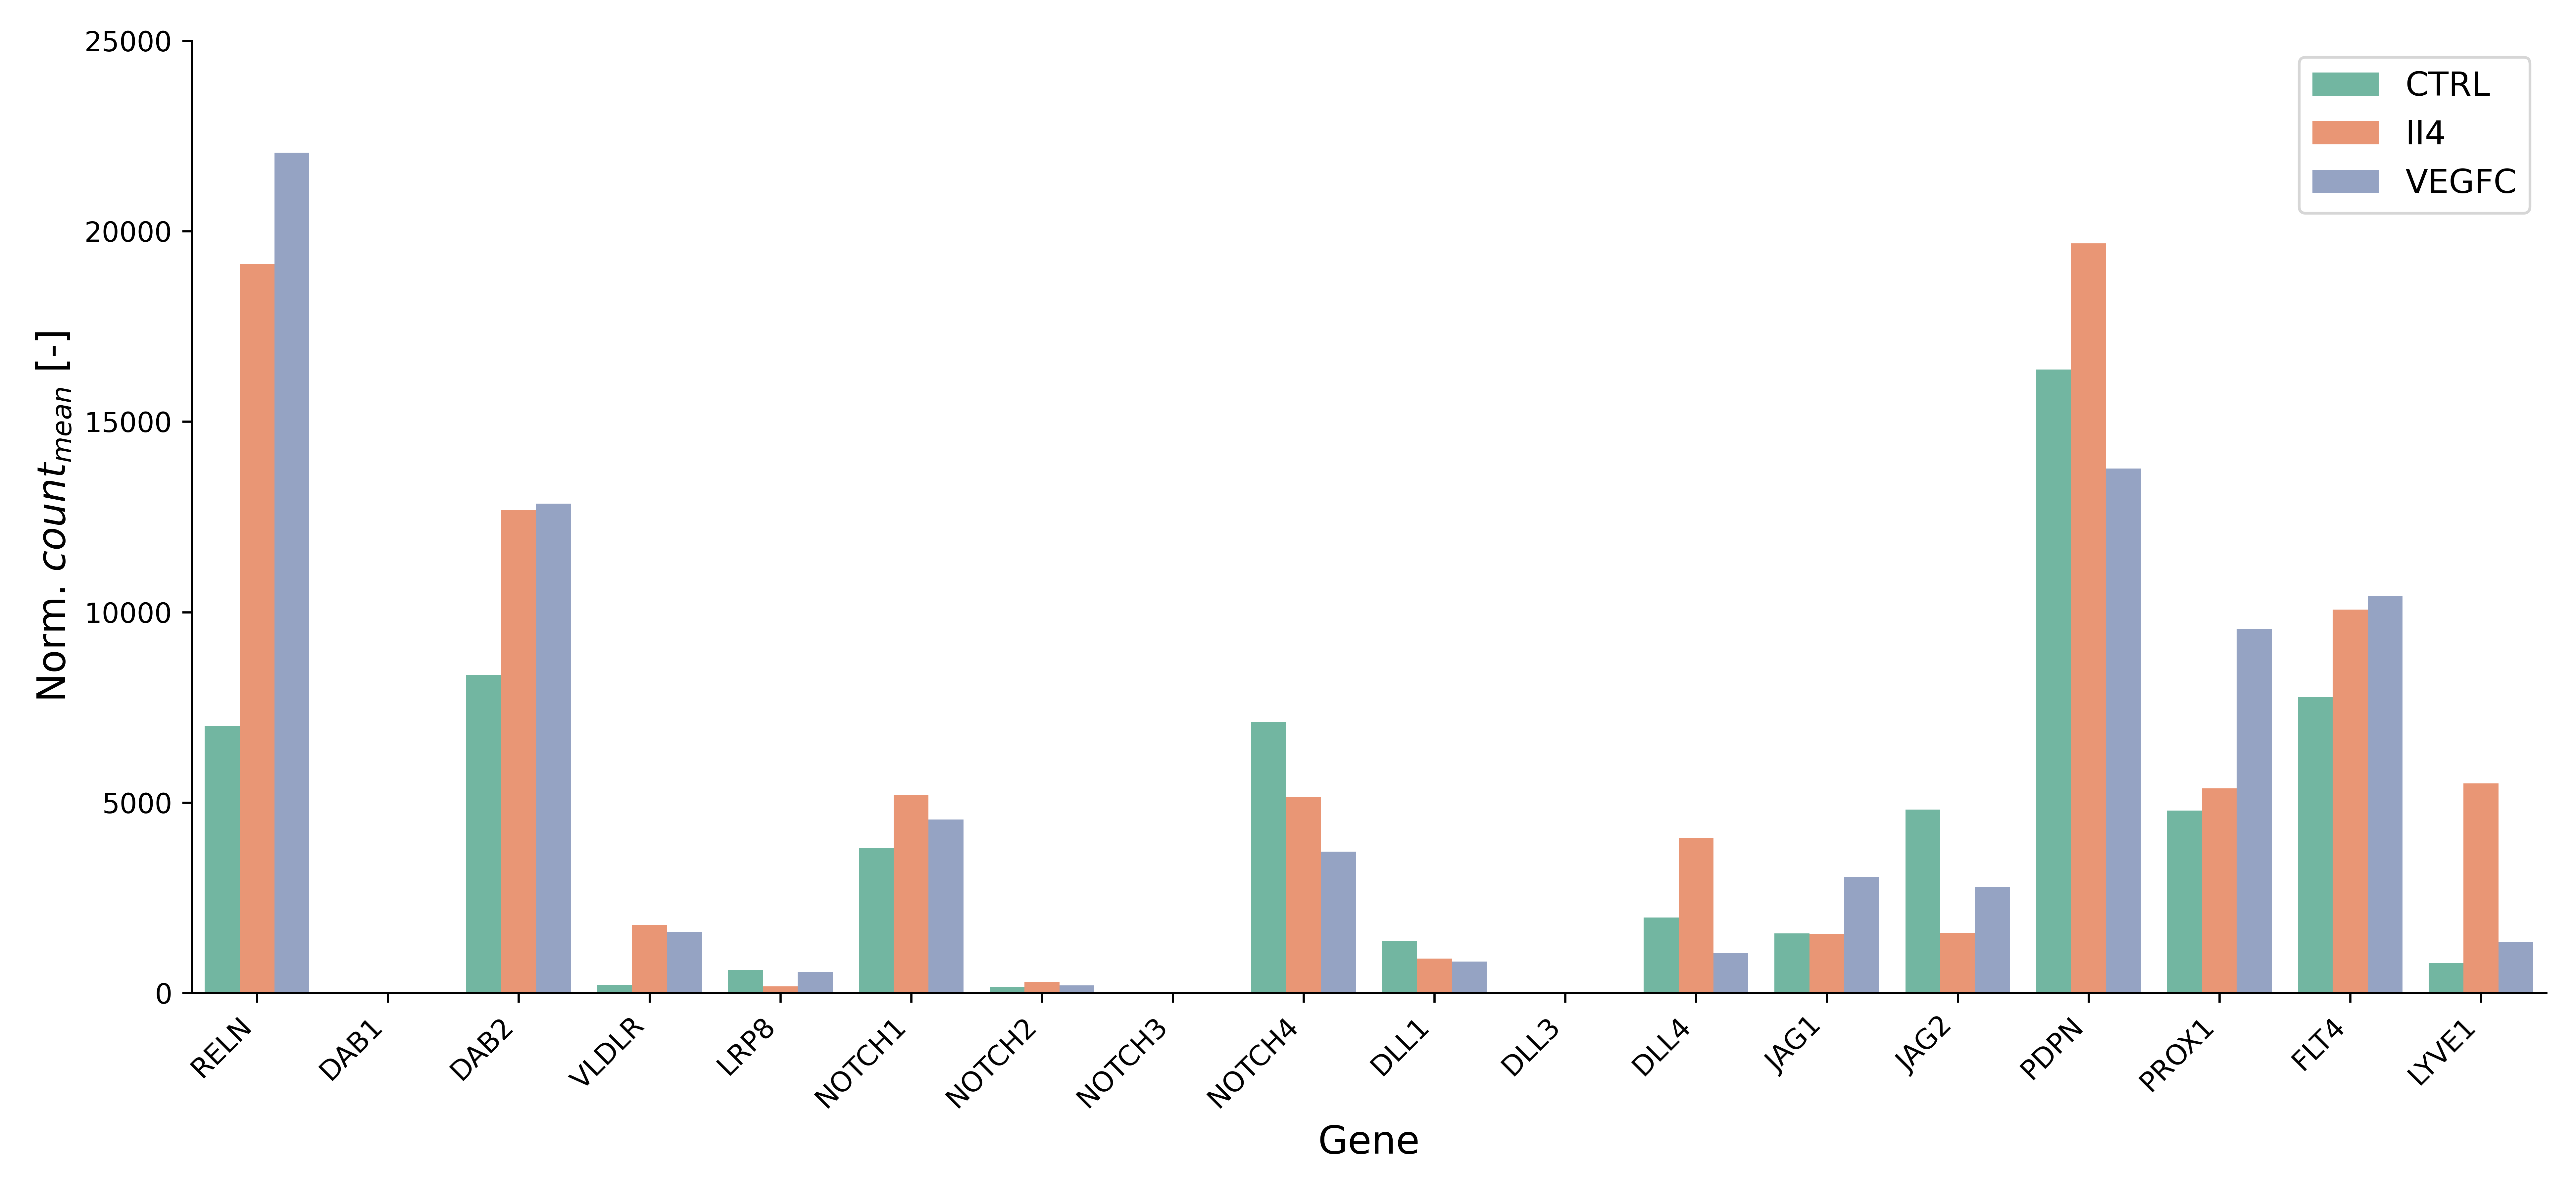 25000
20000
15000
10000
5000
0
Norm. count_mean [-]
CTRL
Il4
VEGFC
RELN
DAB1
DAB2
VLDLR
LRP8
NOTCH1
NOTCH2
NOTCH3
NOTCH4
DLL1
DLL3
DLL4
JAG1
JAG2
PDPN
PROX1
FLT4
LYVE1
Gene